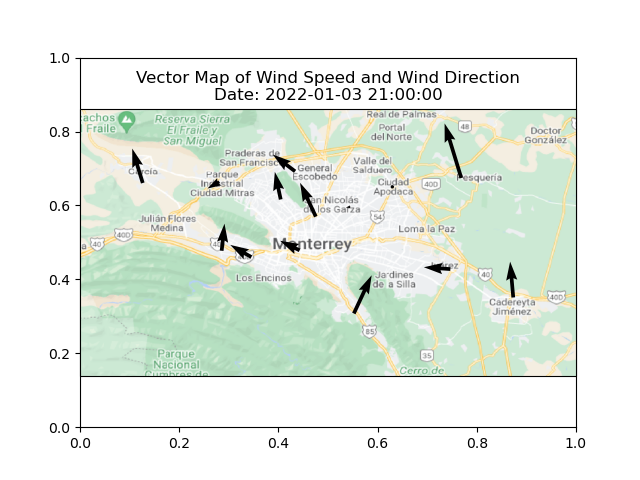 Vector Map of Wind Speed and Wind Direction
Date: 2022-01-03 21:00:00
1.0
0.8
0.6
0.4
0.2
0.0
0.0
0.2
0.4
0.6
0.8
1.0
achos
Fraile
Reserva Sierra
El Fraile y
San Miguel
Real de Palmas
Portal
del Norte
48
Doctor
González
Praderas de
San Francisco
General
Escobedo
Valle del
Salduero
García
Parque
Industrial
Ciudad Mitras
Ciudad
Apodaca
40D
Pesquería
San Nicolás
de los Garza
54
Julián Flores
Medina
Loma la Paz
40
40D
Monterrey
Los Encinos
Jardines
de la Silla
Juárez
40
Cadereyta
Jiménez
40D
85
35
Parque
Nacional
Cumbres de
Cerro de